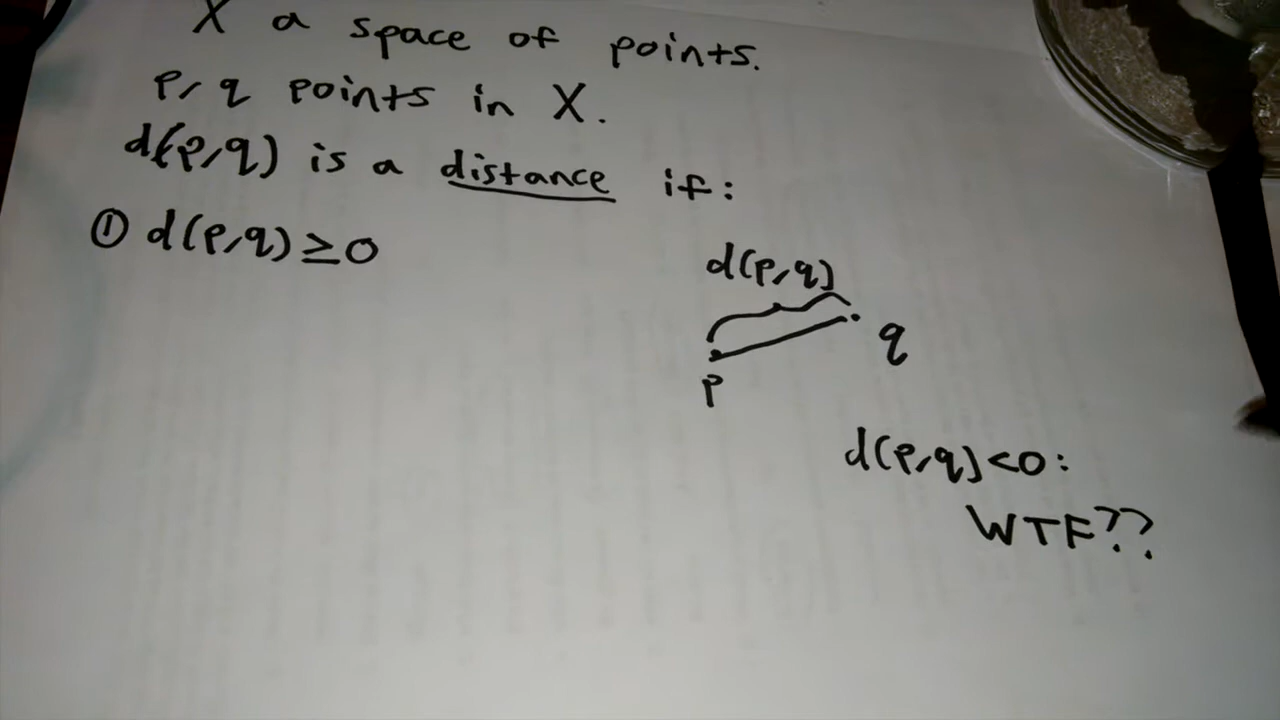 X a space of points.
p, q points in X.
d(p,q) is a distance if:
① d(p,q) ≥ 0
d(p,q)
q
p
d(p,q)<0:
WTF??